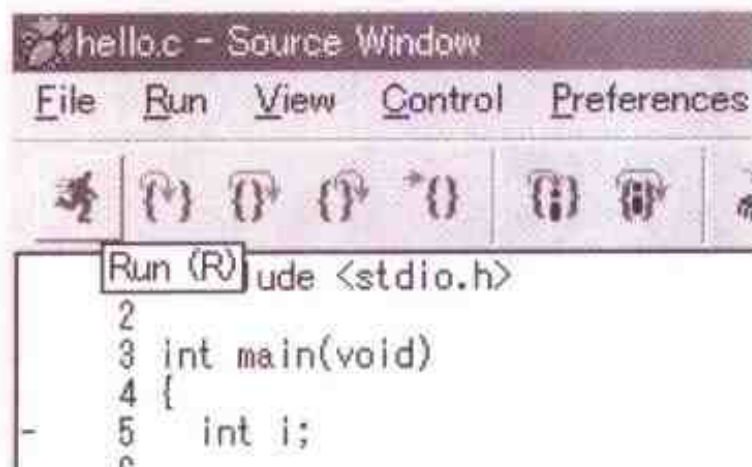 hello.c - Source Window
File Run View Control Preferences
Run (R)
ude <stdio.h>
2
3 int main(void)
4 {
5 int i;